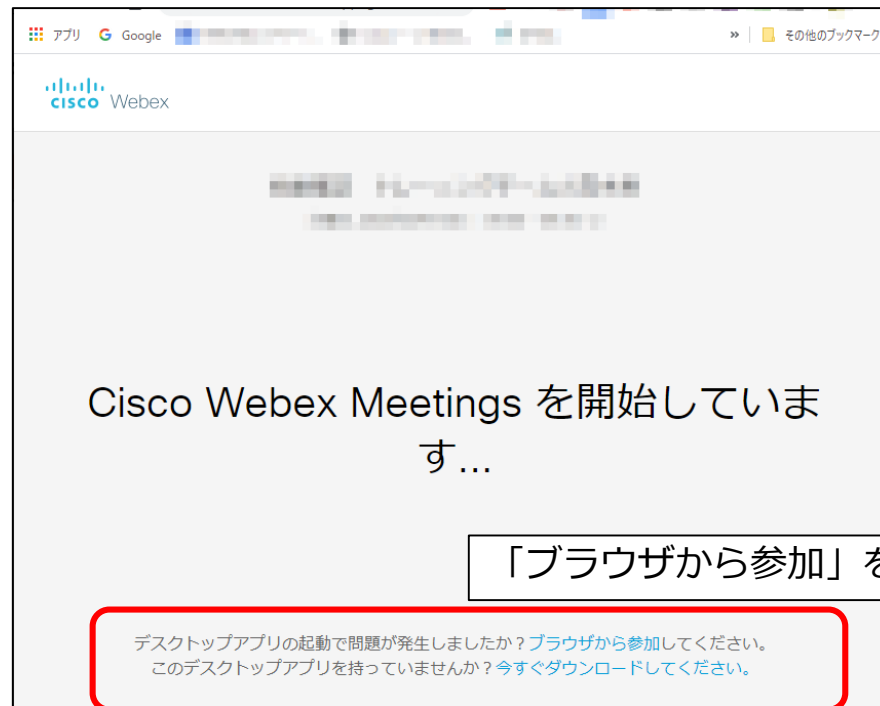 アプリ Google » その他のブックマーク
cisco Webex
Cisco Webex Meetings を開始していま
す...
「ブラウザから参加」を
デスクトップアプリの起動で問題が発生しましたか？ブラウザから参加してください。
このデスクトップアプリを持っていませんか？今すぐダウンロードしてください。